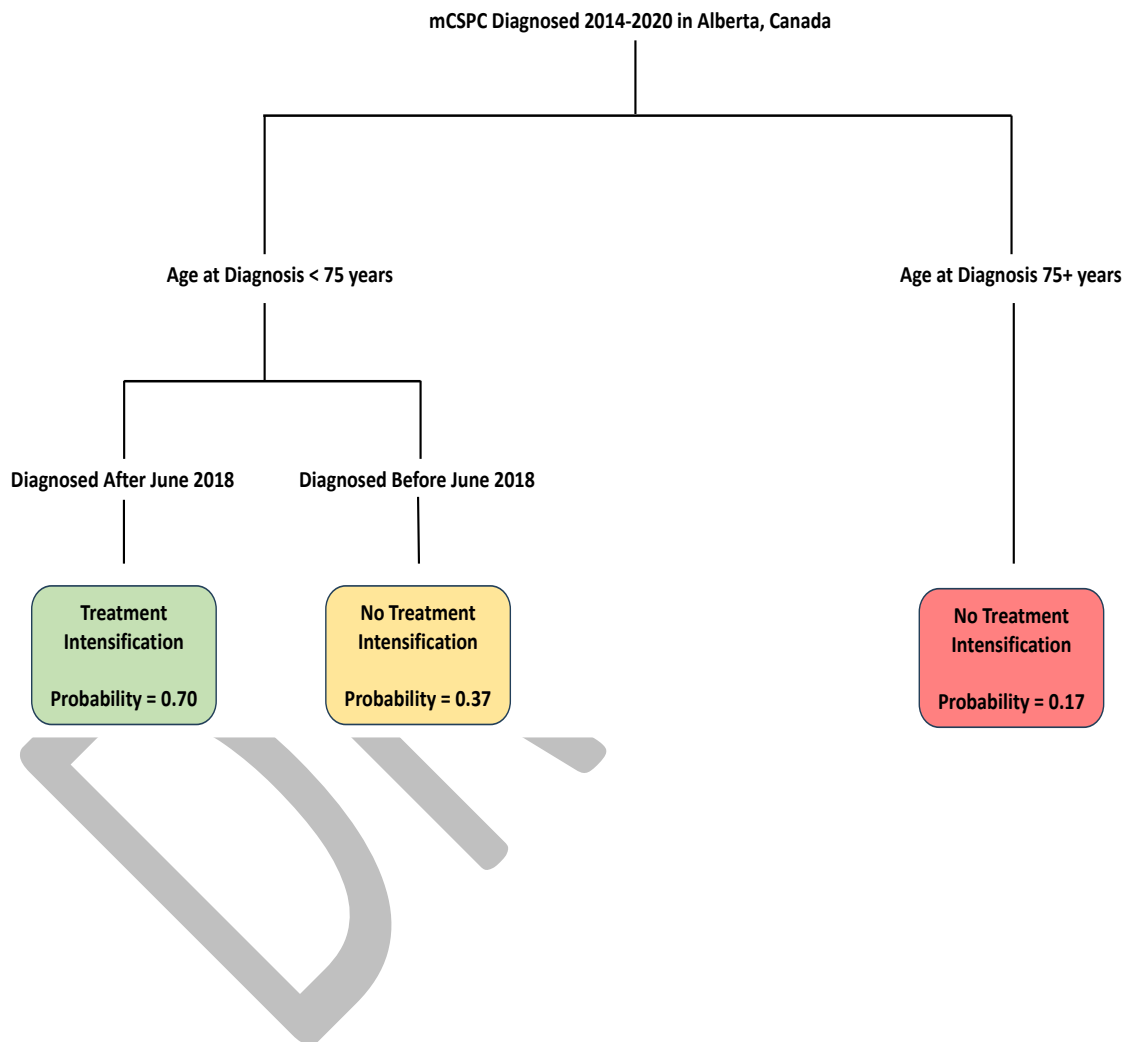 mCSPC Diagnosed 2014-2020 in Alberta, Canada
Age at Diagnosis < 75 years
Age at Diagnosis 75+ years
Diagnosed After June 2018
Diagnosed Before June 2018
Treatment
Intensification
Probability = 0.70
No Treatment
Intensification
Probability = 0.37
No Treatment
Intensification
Probability = 0.17